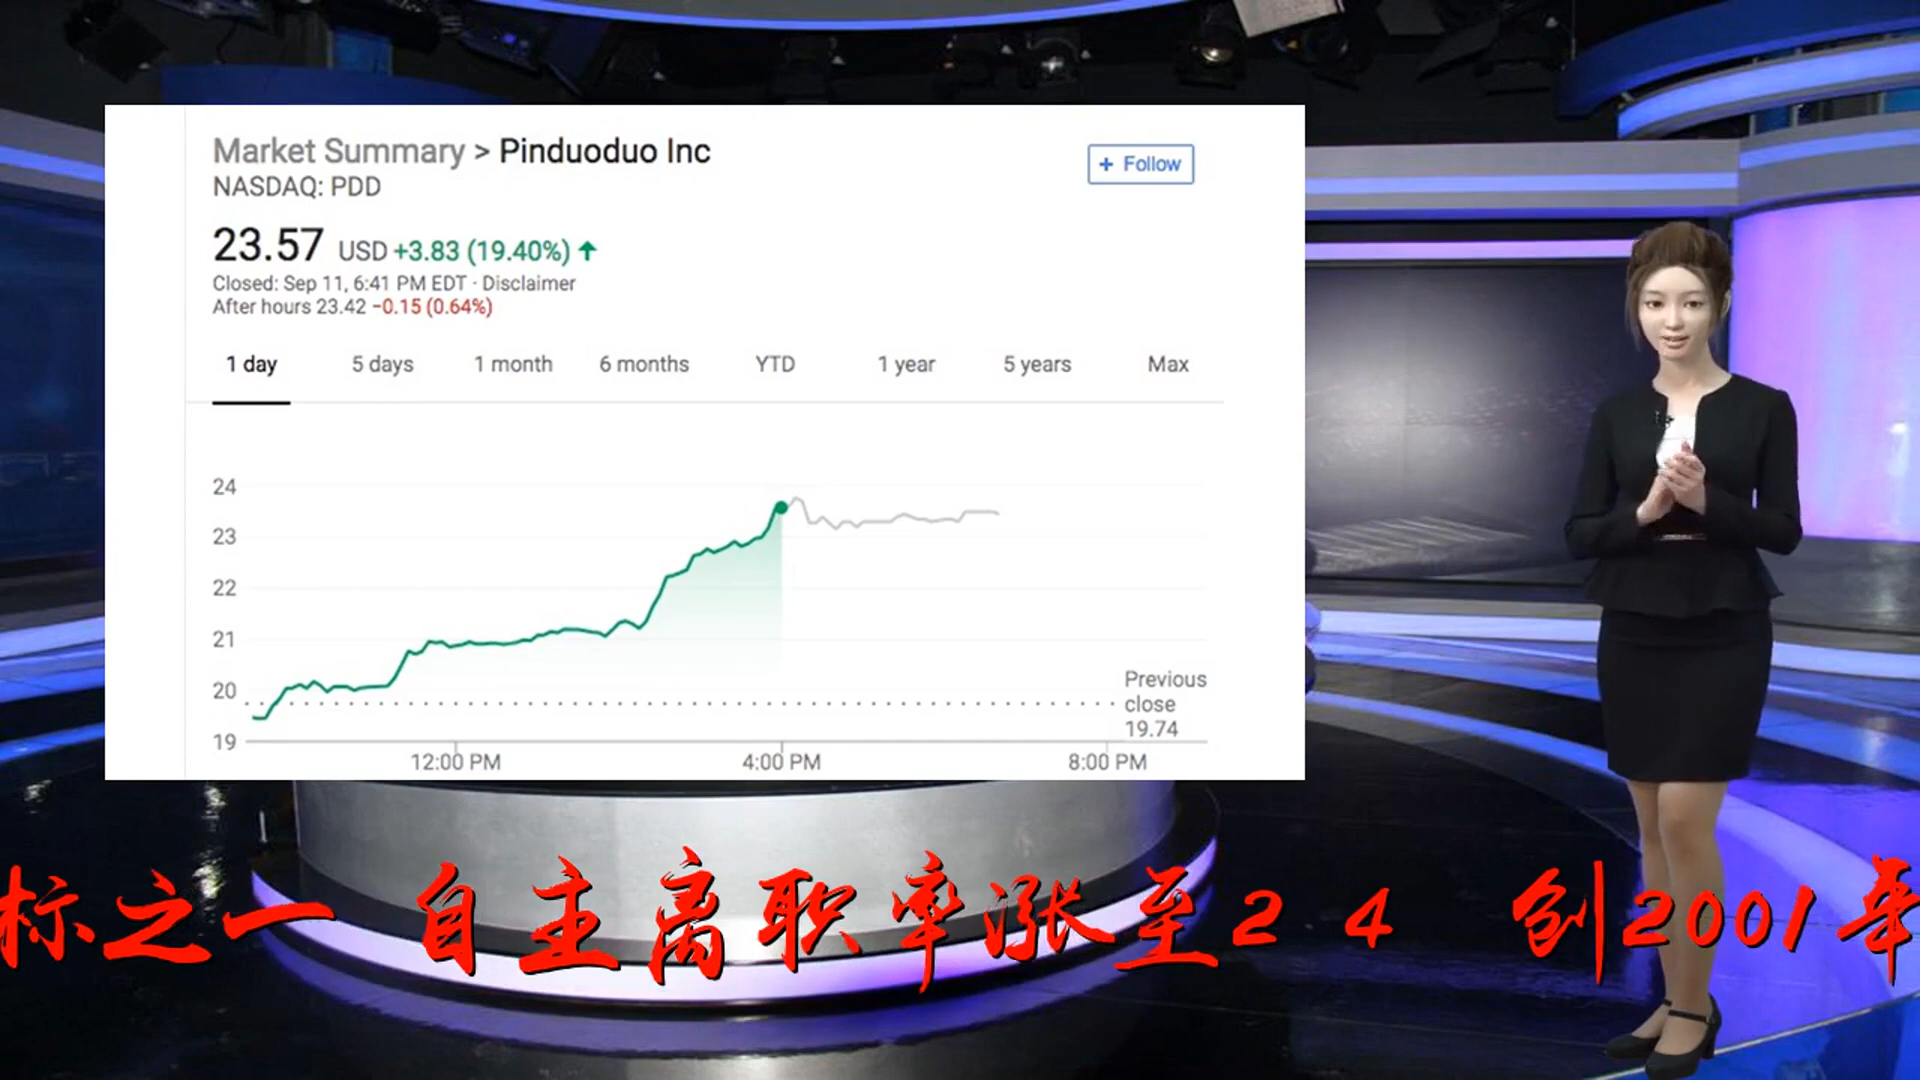 Market Summary > Pinduoduo Inc
+ Follow
NASDAQ: PDD
23.57 USD +3.83 (19.40%) ↑
Closed: Sep 11, 6:41 PM EDT · Disclaimer
After hours 23.42 −0.15 (0.64%)
1 day 5 days 1 month 6 months YTD 1 year 5 years Max
24
23
22
21
20
19
Previous
close
19.74
12:00 PM 4:00 PM 8:00 PM
标之一 自主离职率涨至2 4 创2001年